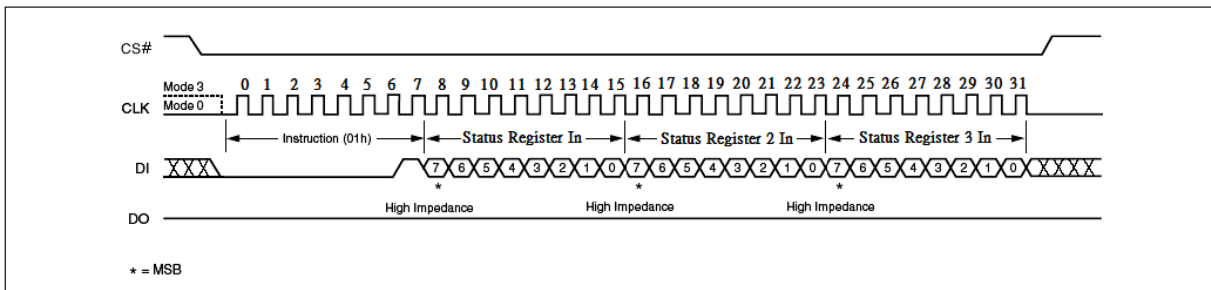 CS#
Mode 3
0 1 2 3 4 5 6 7 8 9 10 11 12 13 14 15 16 17 18 19 20 21 22 23 24 25 26 27 28 29 30 31
CLK
Mode 0
Instruction (01h) Status Register In Status Register 2 In Status Register 3 In
DI 7 6 5 4 3 2 1 0 7 6 5 4 3 2 1 0 7 6 5 4 3 2 1 0
* * *
High Impedance High Impedance High Impedance
DO
* = MSB